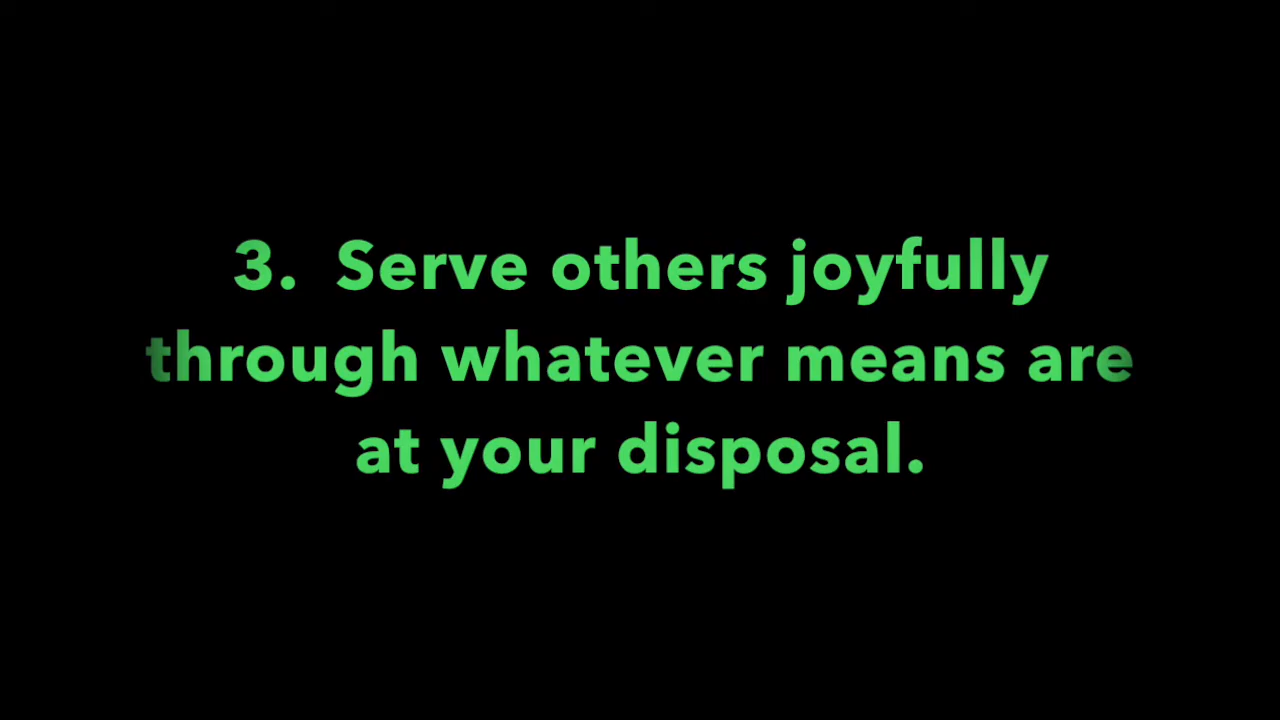 3.  Serve others joyfully
through whatever means are
at your disposal.